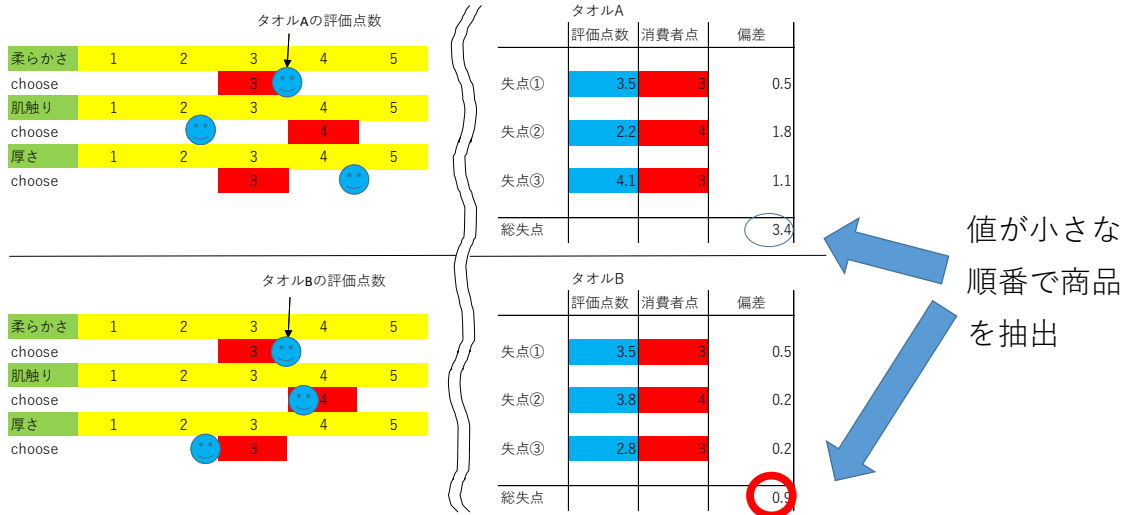 タオルAの評価点数
柔らかさ 1 2 3 4 5
choose 3
肌触り 1 2 3 4 5
choose 4
厚さ 1 2 3 4 5
choose 3
タオルA
評価点数 消費者点 偏差
失点① 3.5 3 0.5
失点② 2.2 4 1.8
失点③ 4.1 3 1.1
総失点 3.4
タオルBの評価点数
柔らかさ 1 2 3 4 5
choose 3
肌触り 1 2 3 4 5
choose 4
厚さ 1 2 3 4 5
choose 3
タオルB
評価点数 消費者点 偏差
失点① 3.5 3 0.5
失点② 3.8 4 0.2
失点③ 2.8 3 0.2
総失点 0.9
値が小さな
順番で商品
を抽出